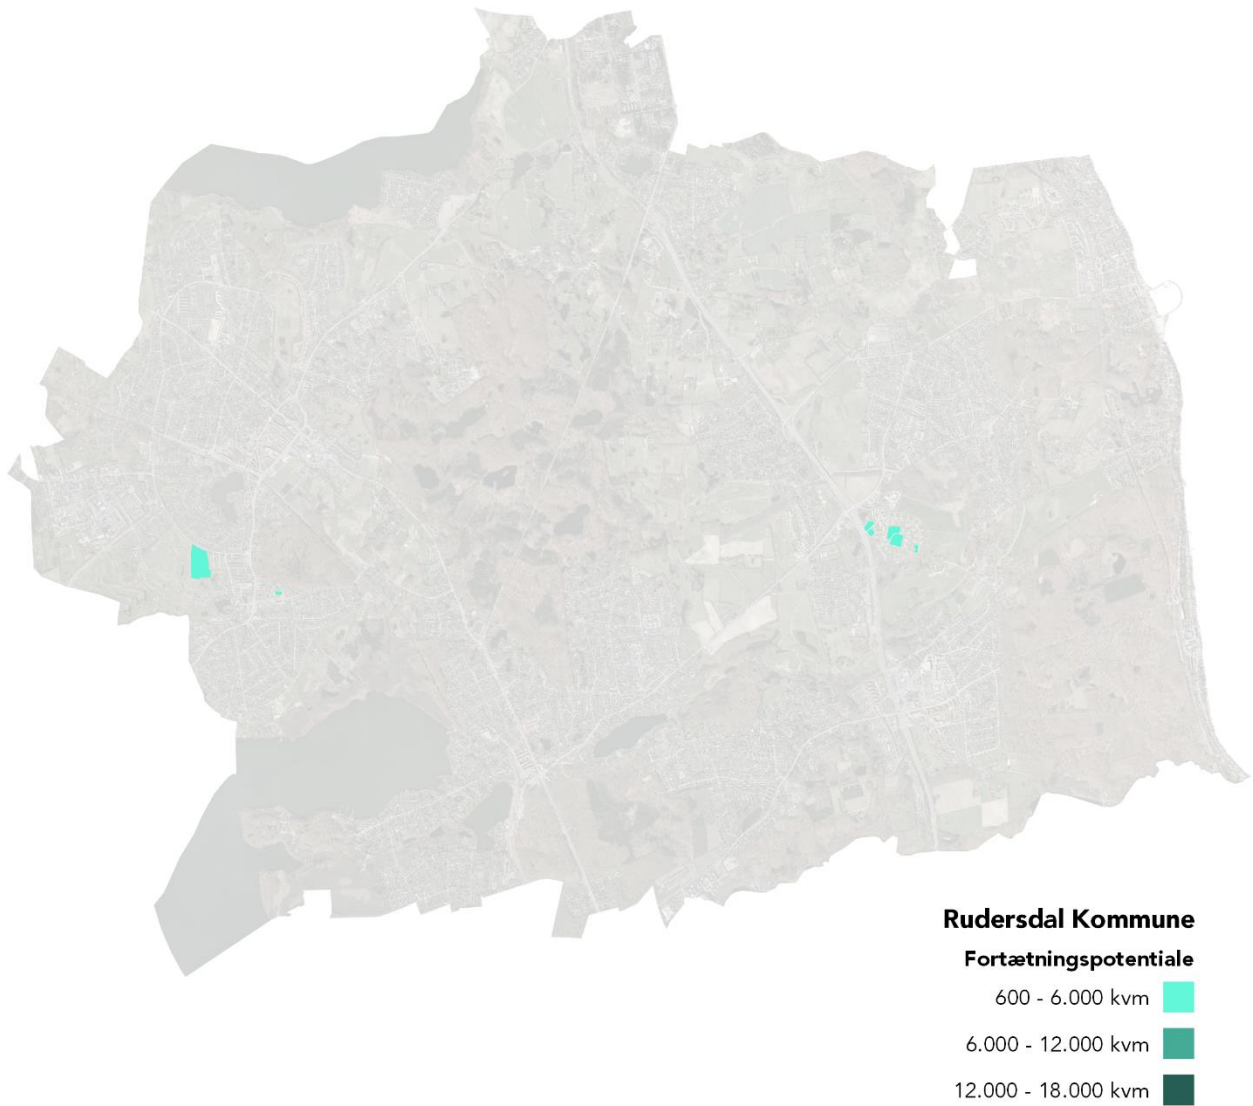 Rudersdal Kommune
Fortætningspotentiale
600 - 6.000 kvm
6.000 - 12.000 kvm
12.000 - 18.000 kvm